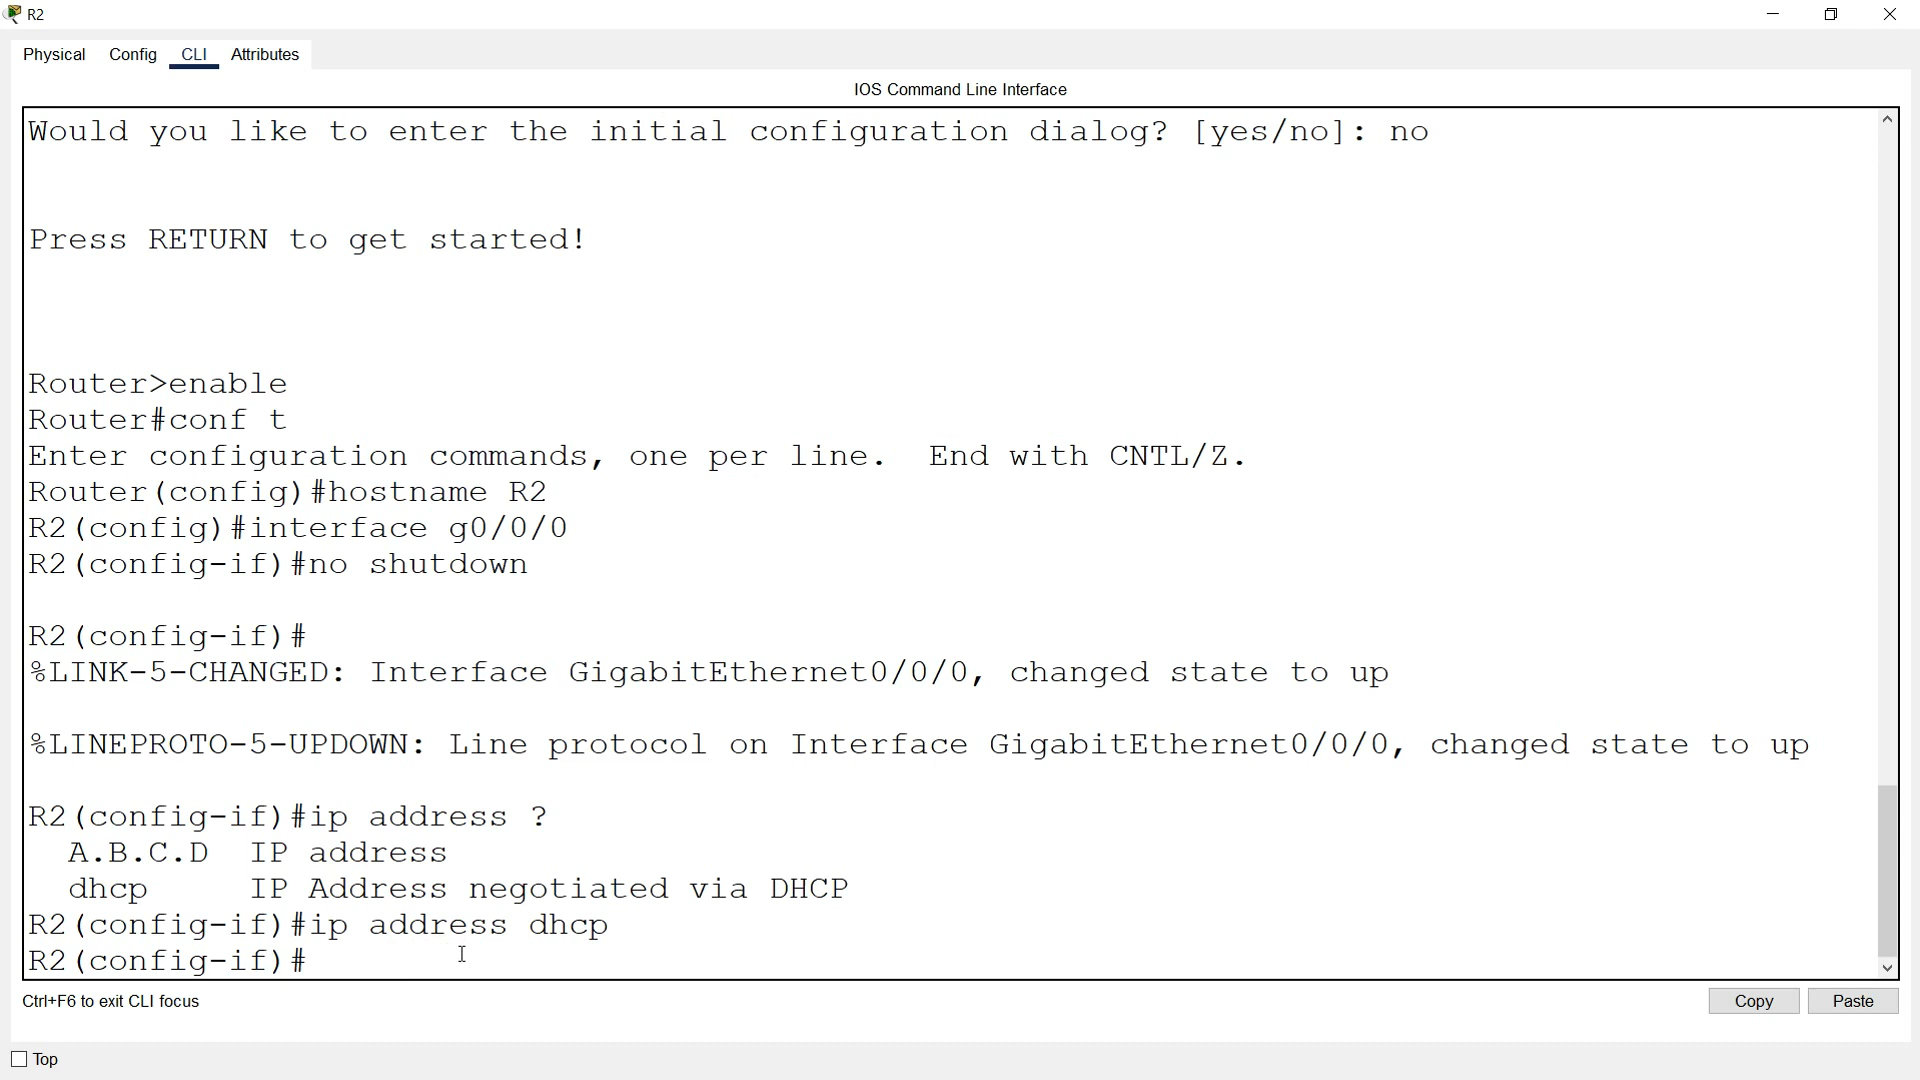 R2
Physical Config CLI Attributes
IOS Command Line Interface
Would you like to enter the initial configuration dialog? [yes/no]: no
Press RETURN to get started!
Router>enable
Router#conf t
Enter configuration commands, one per line.  End with CNTL/Z.
Router(config)#hostname R2
R2(config)#interface g0/0/0
R2(config-if)#no shutdown
R2(config-if)#
%LINK-5-CHANGED: Interface GigabitEthernet0/0/0, changed state to up
%LINEPROTO-5-UPDOWN: Line protocol on Interface GigabitEthernet0/0/0, changed state to up
R2(config-if)#ip address ?
  A.B.C.D  IP address
  dhcp     IP Address negotiated via DHCP
R2(config-if)#ip address dhcp
R2(config-if)#
Ctrl+F6 to exit CLI focus
Copy Paste
Top